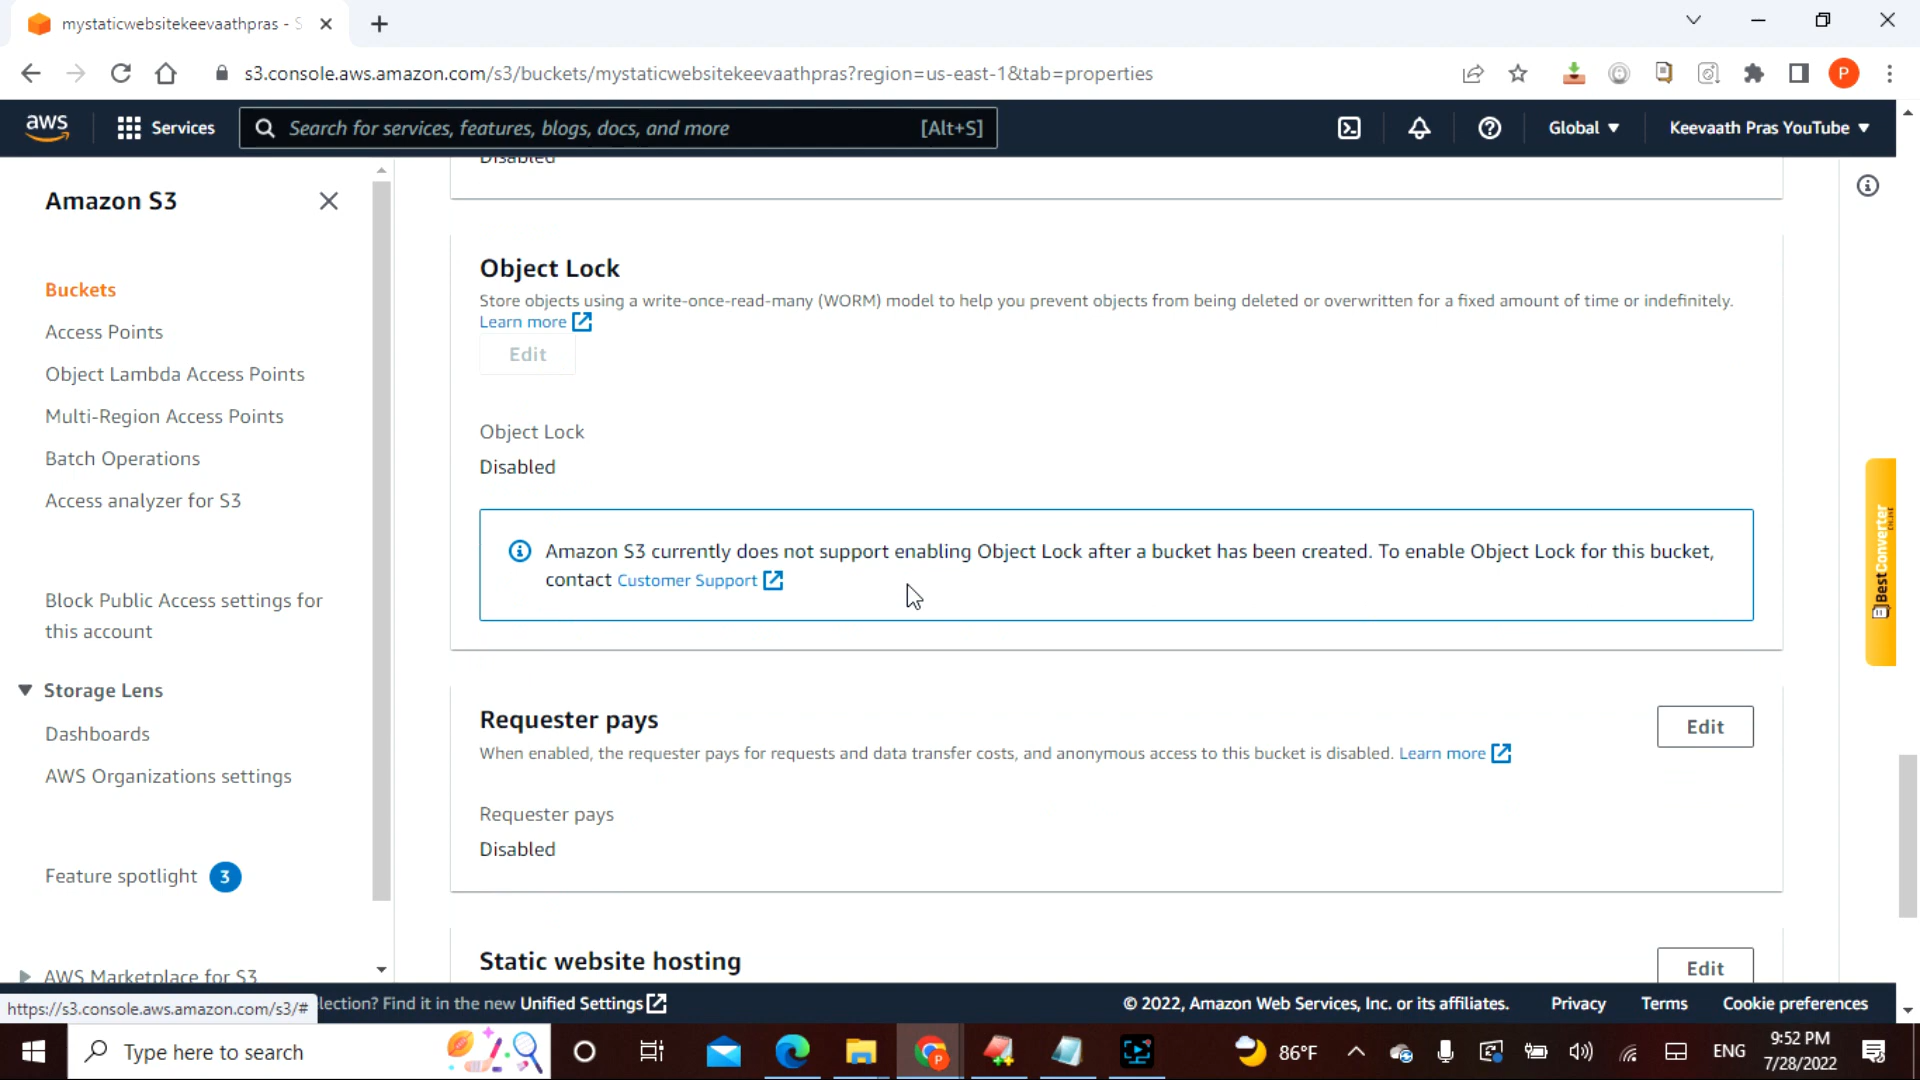 mystaticwebsitekeevaathpras - S
s3.console.aws.amazon.com/s3/buckets/mystaticwebsitekeevaathpras?region=us-east-1&tab=properties
P
aws
Services
Search for services, features, blogs, docs, and more
[Alt+S]
Global
Keevaath Pras YouTube
Amazon S3
Buckets
Access Points
Object Lambda Access Points
Multi-Region Access Points
Batch Operations
Access analyzer for S3
Block Public Access settings for
this account
Storage Lens
Dashboards
AWS Organizations settings
Feature spotlight 3
AWS Marketplace for S3
Disabled
Object Lock
Store objects using a write-once-read-many (WORM) model to help you prevent objects from being deleted or overwritten for a fixed amount of time or indefinitely.
Learn more
Edit
Object Lock
Disabled
Amazon S3 currently does not support enabling Object Lock after a bucket has been created. To enable Object Lock for this bucket,
contact Customer Support
Requester pays
Edit
When enabled, the requester pays for requests and data transfer costs, and anonymous access to this bucket is disabled. Learn more
Requester pays
Disabled
Static website hosting
Edit
BestConverter
https://s3.console.aws.amazon.com/s3/#
lection? Find it in the new Unified Settings
© 2022, Amazon Web Services, Inc. or its affiliates.
Privacy
Terms
Cookie preferences
Type here to search
P
86°F
ENG
9:52 PM
7/28/2022